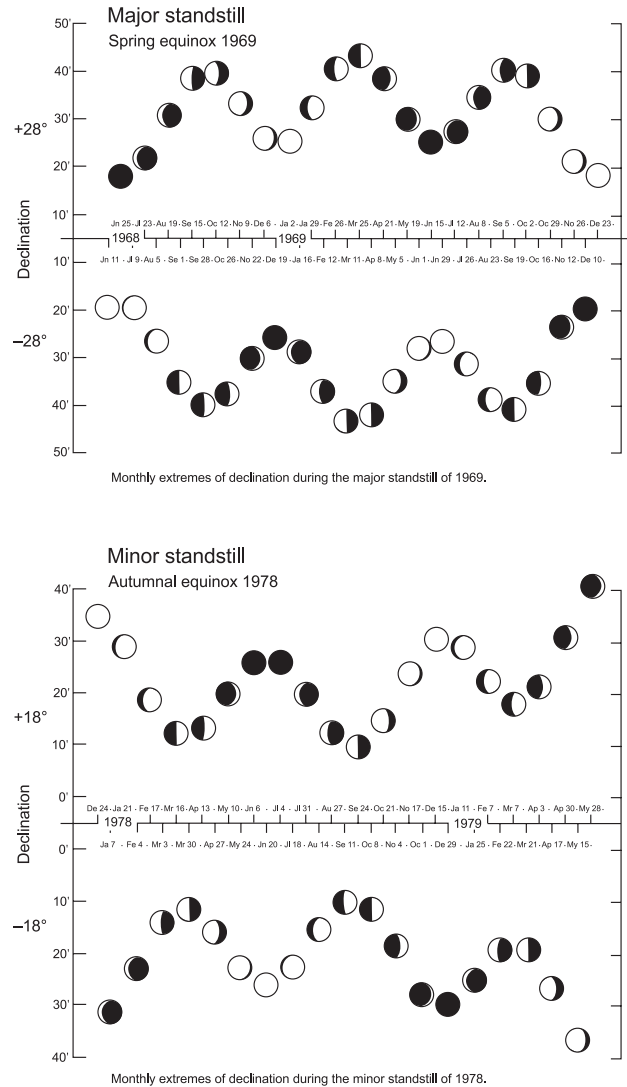 Major standstill
Spring equinox 1969
50'
40'
30'
+28°
20'
10'
Declination
Jn 25 · Jl 23 · Au 19 · Se 15 · Oc 12 · No 9 · De 6 · Ja 2 · Ja 29 · Fe 26 · Mr 25 · Ap 21 · My 19 · Jn 15 · Jl 12 · Au 8 · Se 5 · Oc 2 · Oc 29 · No 26 · De 23 ·
1968
1969
Jn 11 · Jl 9 · Au 5 · Se 1 · Se 28 · Oc 26 · No 22 · De 19 · Ja 16 · Fe 12 · Mr 11 · Ap 8 · My 5 · Jn 1 · Jn 29 · Jl 26 · Au 23 · Se 19 · Oc 16 · No 12 · De 10 ·
10'
20'
−28°
30'
40'
50'
Monthly extremes of declination during the major standstill of 1969.
Minor standstill
Autumnal equinox 1978
40'
30'
20'
+18°
10'
0'
Declination
De 24 · Ja 21 · Fe 17 · Mr 16 · Ap 13 · My 10 · Jn 6 · Jl 4 · Jl 31 · Au 27 · Se 24 · Oc 21 · No 17 · De 15 · Ja 11 · Fe 7 · Mr 7 · Ap 3 · Ap 30 · My 28 ·
1978
1979
Ja 7 · Fe 4 · Mr 3 · Mr 30 · Ap 27 · My 24 · Jn 20 · Jl 18 · Au 14 · Se 11 · Oc 8 · No 4 · Oc 1 · De 29 · Ja 25 · Fe 22 · Mr 21 · Ap 17 · My 15 ·
0'
10'
−18°
20'
30'
40'
Monthly extremes of declination during the minor standstill of 1978.